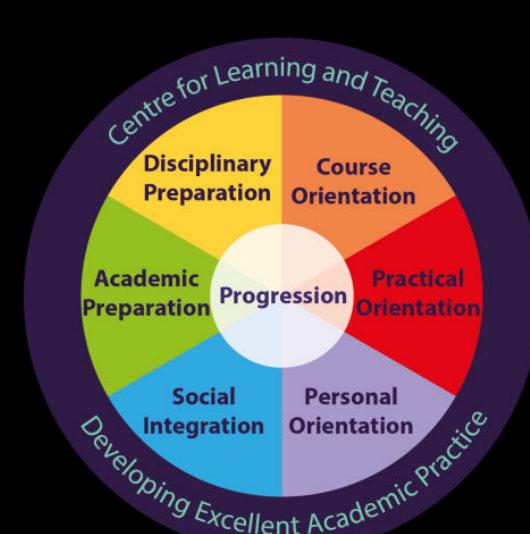 Centre for Learning and Teaching
Disciplinary
Preparation
Course
Orientation
Academic
Preparation
Progression
Practical
Orientation
Social
Integration
Personal
Orientation
Developing Excellent Academic Practice